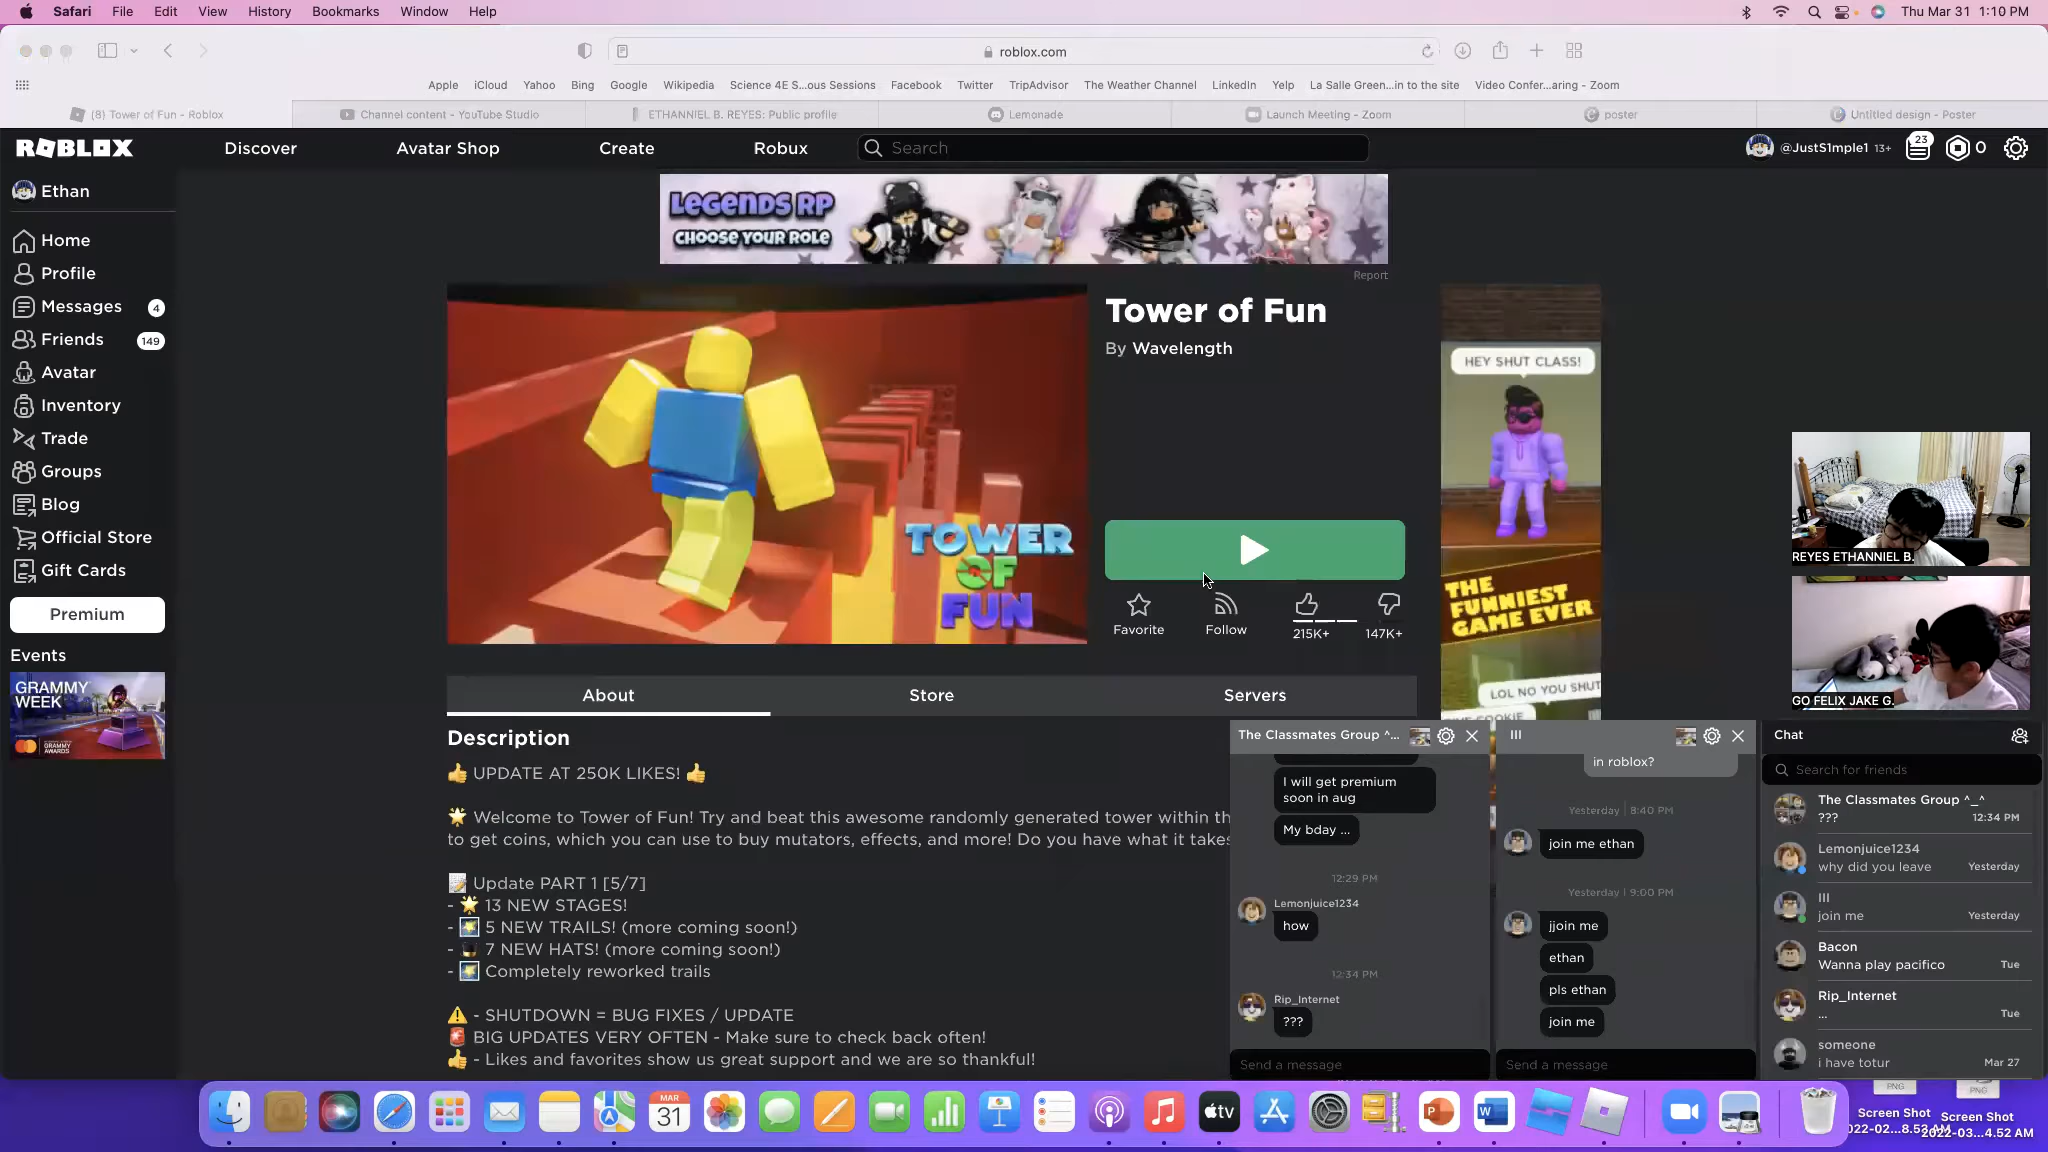 Safari File Edit View History Bookmarks Window Help
Thu Mar 31 1:10 PM
roblox.com
Apple iCloud Yahoo Bing Google Wikipedia Science 4E S...ous Sessions Facebook Twitter TripAdvisor The Weather Channel LinkedIn Yelp La Salle Green...in to the site Video Confer...aring - Zoom
(8) Tower of Fun - Roblox
Channel content - YouTube Studio
ETHANNIEL B. REYES: Public profile
Lemonade
Launch Meeting - Zoom
poster
Untitled design - Poster
ROBLOX Discover Avatar Shop Create Robux Search @JustS1mple1 13+ 23 0
Ethan
Home
Profile
Messages 4
Friends 149
Avatar
Inventory
Trade
Groups
Blog
Official Store
Gift Cards
Premium
Events
GRAMMY
WEEK
LEGENDS RP
CHOOSE YOUR ROLE
Report
TOWER
OF
FUN
Tower of Fun
By Wavelength
Favorite Follow 215K+ 147K+
HEY SHUT CLASS!
THE
FUNNIEST
GAME EVER
LOL NO YOU SHUT
REYES ETHANNIEL B.
GO FELIX JAKE G.
About Store Servers
Description
👍 UPDATE AT 250K LIKES! 👍
🌟 Welcome to Tower of Fun! Try and beat this awesome randomly generated tower within th
to get coins, which you can use to buy mutators, effects, and more! Do you have what it takes
📝 Update PART 1 [5/7]
- 🌟 13 NEW STAGES!
- 5 NEW TRAILS! (more coming soon!)
- 🎩 7 NEW HATS! (more coming soon!)
- Completely reworked trails
⚠️ - SHUTDOWN = BUG FIXES / UPDATE
🚨 BIG UPDATES VERY OFTEN - Make sure to check back often!
👍 - Likes and favorites show us great support and we are so thankful!
The Classmates Group ^...
I will get premium
soon in aug
My bday ...
12:29 PM
Lemonjuice1234
how
12:34 PM
Rip_Internet
???
Send a message
lll
in roblox?
Yesterday | 8:40 PM
join me ethan
Yesterday | 9:00 PM
jjoin me
ethan
pls ethan
join me
Send a message
Chat
Search for friends
The Classmates Group ^_^
??? 12:34 PM
Lemonjuice1234
why did you leave Yesterday
lll
join me Yesterday
Bacon
Wanna play pacifico Tue
Rip_Internet
... Tue
someone
i have totur Mar 27
MAR
31
tv
PNG
PNG
Screen Shot
Screen Shot
2022-03...4.52 AM